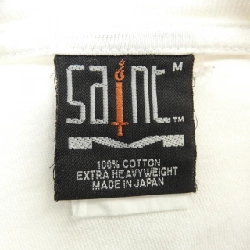 saint M
TM
100% COTTON
EXTRA HEAVYWEIGHT
MADE IN JAPAN